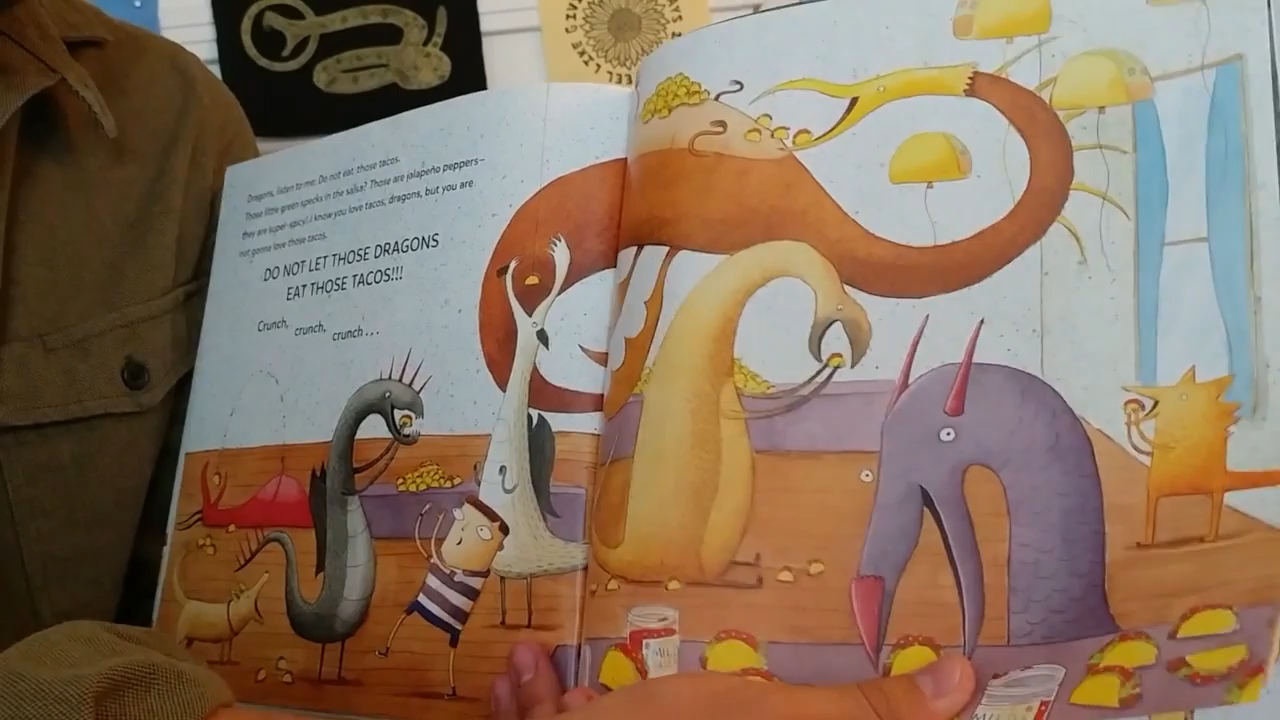 Dragons, listen to me: Do not eat those tacos.
Those little green specks in the salsa? Those are jalapeño peppers—
they are super spicy! I know you love tacos, dragons, but you are
not gonna love those tacos.
DO NOT LET THOSE DRAGONS
EAT THOSE TACOS!!!
Crunch, crunch, crunch . . .